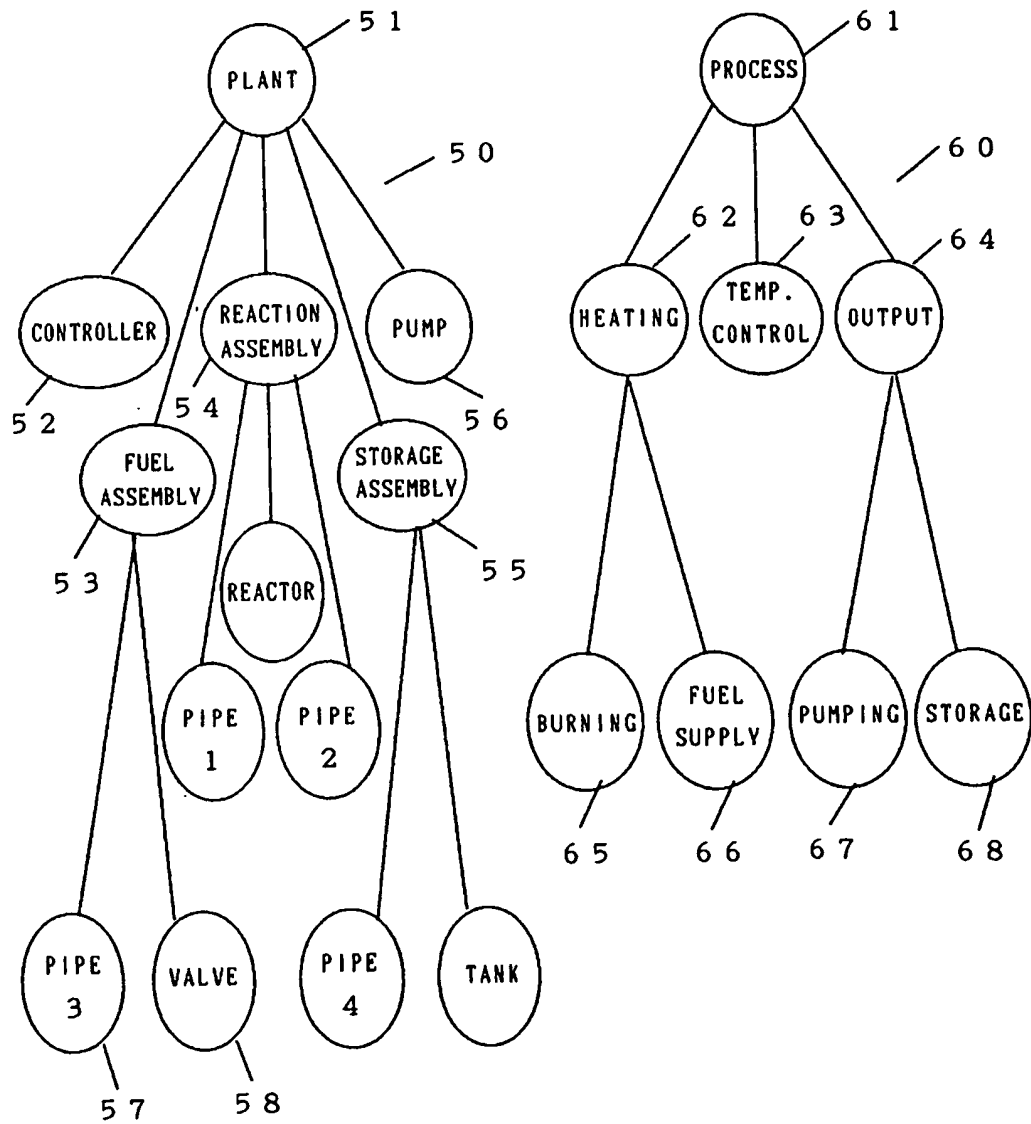 51
PLANT
50
CONTROLLER
52
REACTION
ASSEMBLY
54
PUMP
56
FUEL
ASSEMBLY
53
STORAGE
ASSEMBLY
55
REACTOR
PIPE
1
PIPE
2
PIPE
3
57
VALVE
58
PIPE
4
TANK
61
PROCESS
60
62
HEATING
63
TEMP.
CONTROL
64
OUTPUT
BURNING
65
FUEL
SUPPLY
66
PUMPING
67
STORAGE
68